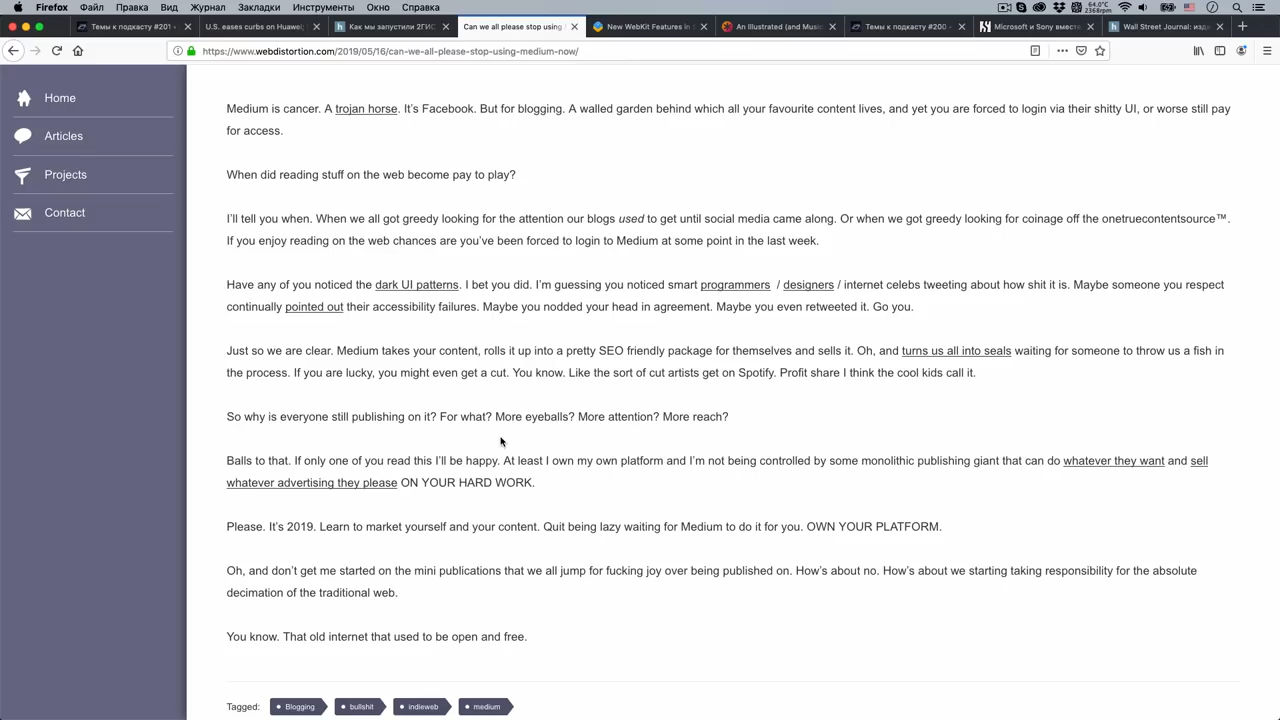 Firefox Файл Правка Вид Журнал Закладки Инструменты Окно Справка
64.0°C
2368rpm
Темы к подкасту #201
U.S. eases curbs on Huawei;
Как мы запустили 2ГИС
Can we all please stop using
New WebKit Features in S
An Illustrated (and Music
Темы к подкасту #200
Микрософт и Sony вместе
Wall Street Journal: изд
https://www.webdistortion.com/2019/05/16/can-we-all-please-stop-using-medium-now/
Home
Articles
Projects
Contact
Medium is cancer. A trojan horse. It's Facebook. But for blogging. A walled garden behind which all your favourite content lives, and yet you are forced to login via their shitty UI, or worse still pay
for access.
When did reading stuff on the web become pay to play?
I'll tell you when. When we all got greedy looking for the attention our blogs used to get until social media came along. Or when we got greedy looking for coinage off the onetruecontentsource™.
If you enjoy reading on the web chances are you've been forced to login to Medium at some point in the last week.
Have any of you noticed the dark UI patterns. I bet you did. I'm guessing you noticed smart programmers / designers / internet celebs tweeting about how shit it is. Maybe someone you respect
continually pointed out their accessibility failures. Maybe you nodded your head in agreement. Maybe you even retweeted it. Go you.
Just so we are clear. Medium takes your content, rolls it up into a pretty SEO friendly package for themselves and sells it. Oh, and turns us all into seals waiting for someone to throw us a fish in
the process. If you are lucky, you might even get a cut. You know. Like the sort of cut artists get on Spotify. Profit share I think the cool kids call it.
So why is everyone still publishing on it? For what? More eyeballs? More attention? More reach?
Balls to that. If only one of you read this I'll be happy. At least I own my own platform and I'm not being controlled by some monolithic publishing giant that can do whatever they want and sell
whatever advertising they please ON YOUR HARD WORK.
Please. It's 2019. Learn to market yourself and your content. Quit being lazy waiting for Medium to do it for you. OWN YOUR PLATFORM.
Oh, and don't get me started on the mini publications that we all jump for fucking joy over being published on. How's about no. How's about we starting taking responsibility for the absolute
decimation of the traditional web.
You know. That old internet that used to be open and free.
Tagged: Blogging bullshit indieweb medium